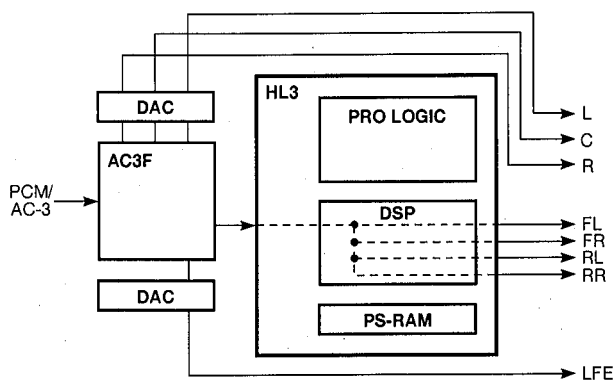 DAC
HL3
PRO LOGIC
L
C
R
AC3F
PCM/
AC-3
DSP
FL
FR
RL
RR
DAC
PS-RAM
LFE